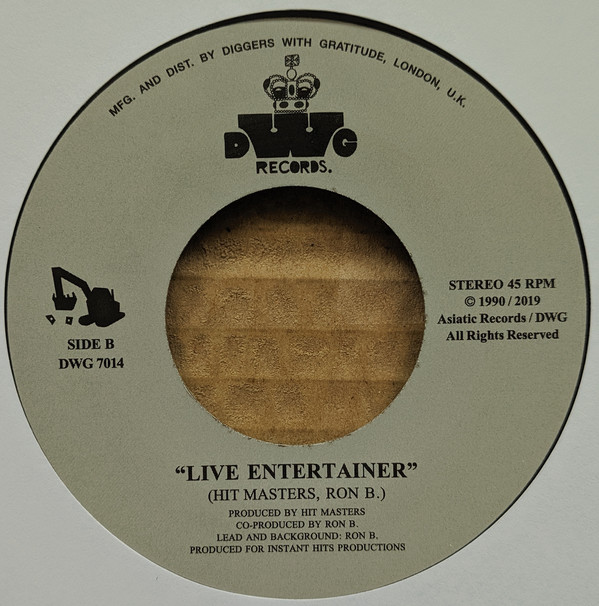 MFG. AND DIST. BY DIGGERS WITH GRATITUDE, LONDON, U.K.
DWG
RECORDS.
SIDE B
DWG 7014
STEREO 45 RPM
© 1990 / 2019
Asiatic Records / DWG
All Rights Reserved
“LIVE ENTERTAINER”
(HIT MASTERS, RON B.)
PRODUCED BY HIT MASTERS
CO-PRODUCED BY RON B.
LEAD AND BACKGROUND: RON B.
PRODUCED FOR INSTANT HITS PRODUCTIONS